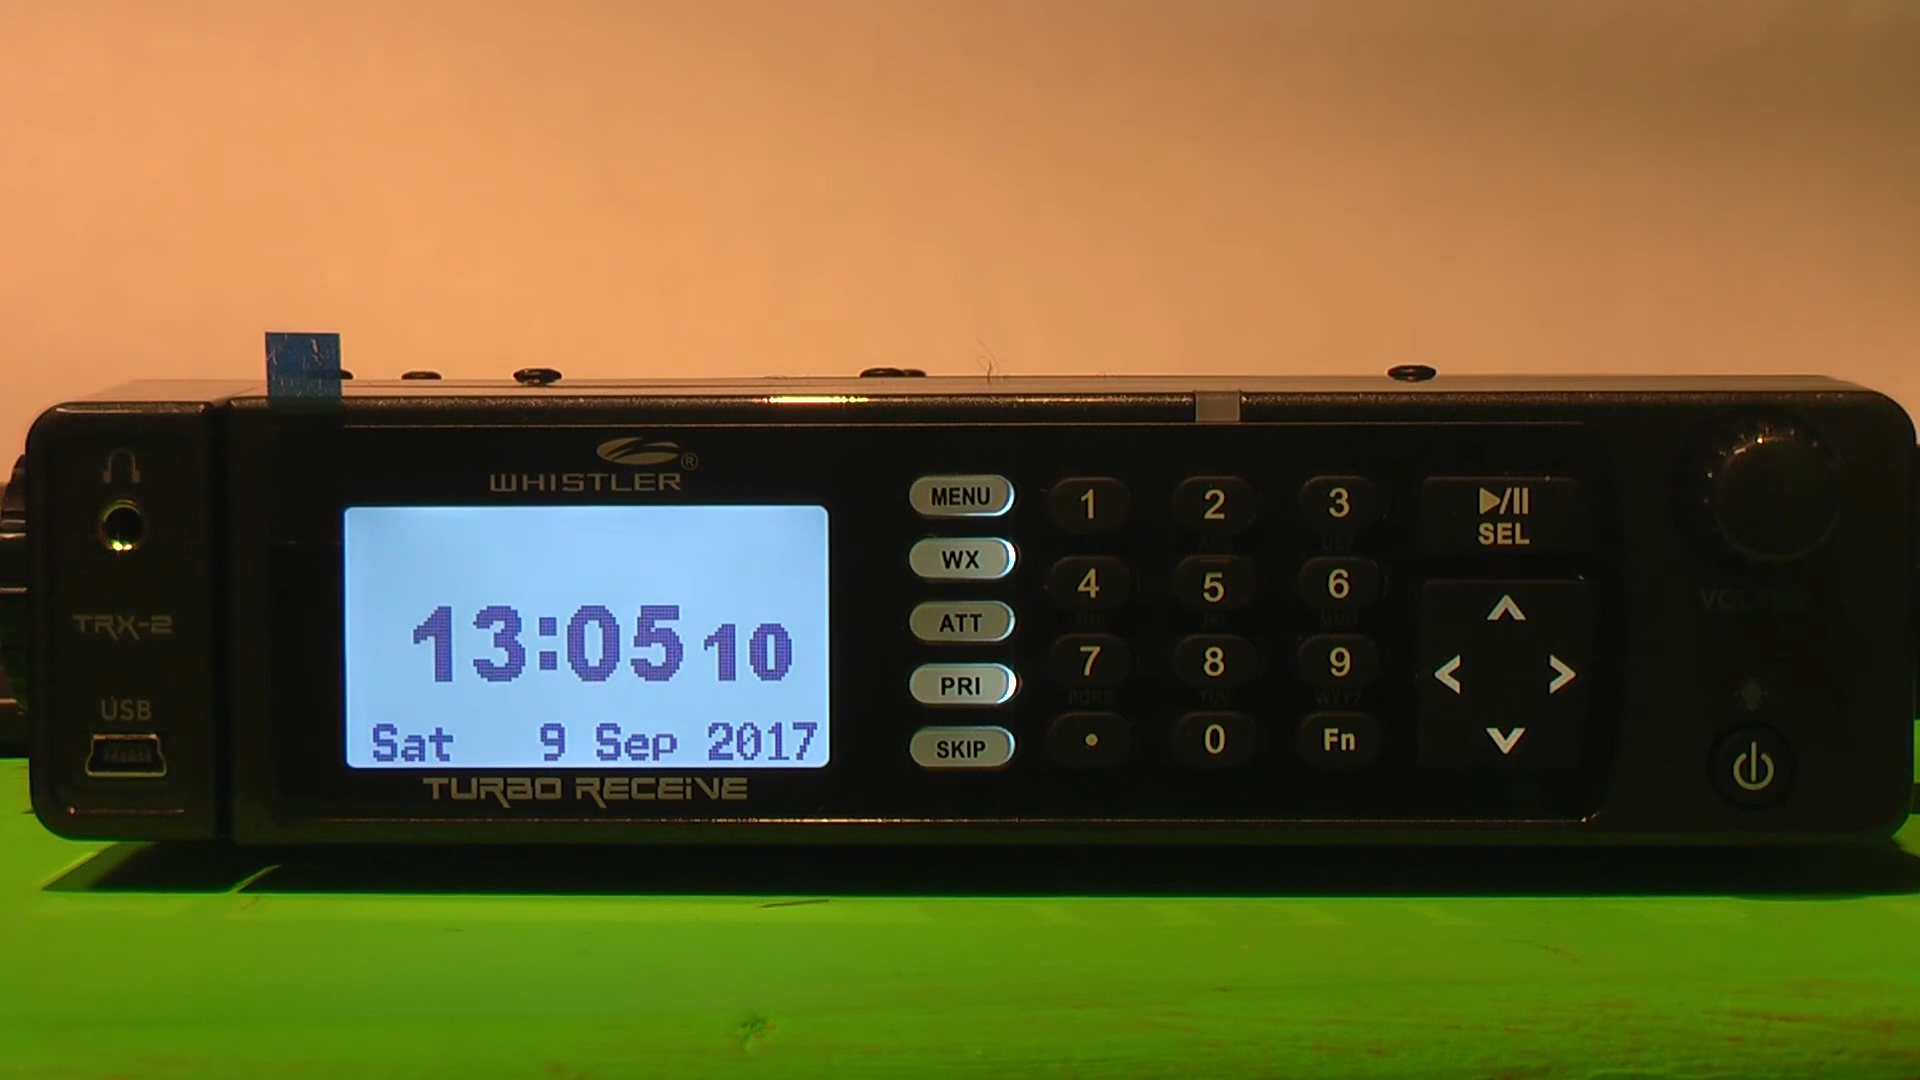 WHISTLER®
13:05 10
Sat 9 Sep 2017
TURBO RECEIVE
TRX-2
USB
MENU
WX
ATT
PRI
SKIP
1 2 3
4 5 6
7 8 9
• 0 Fn
SEL